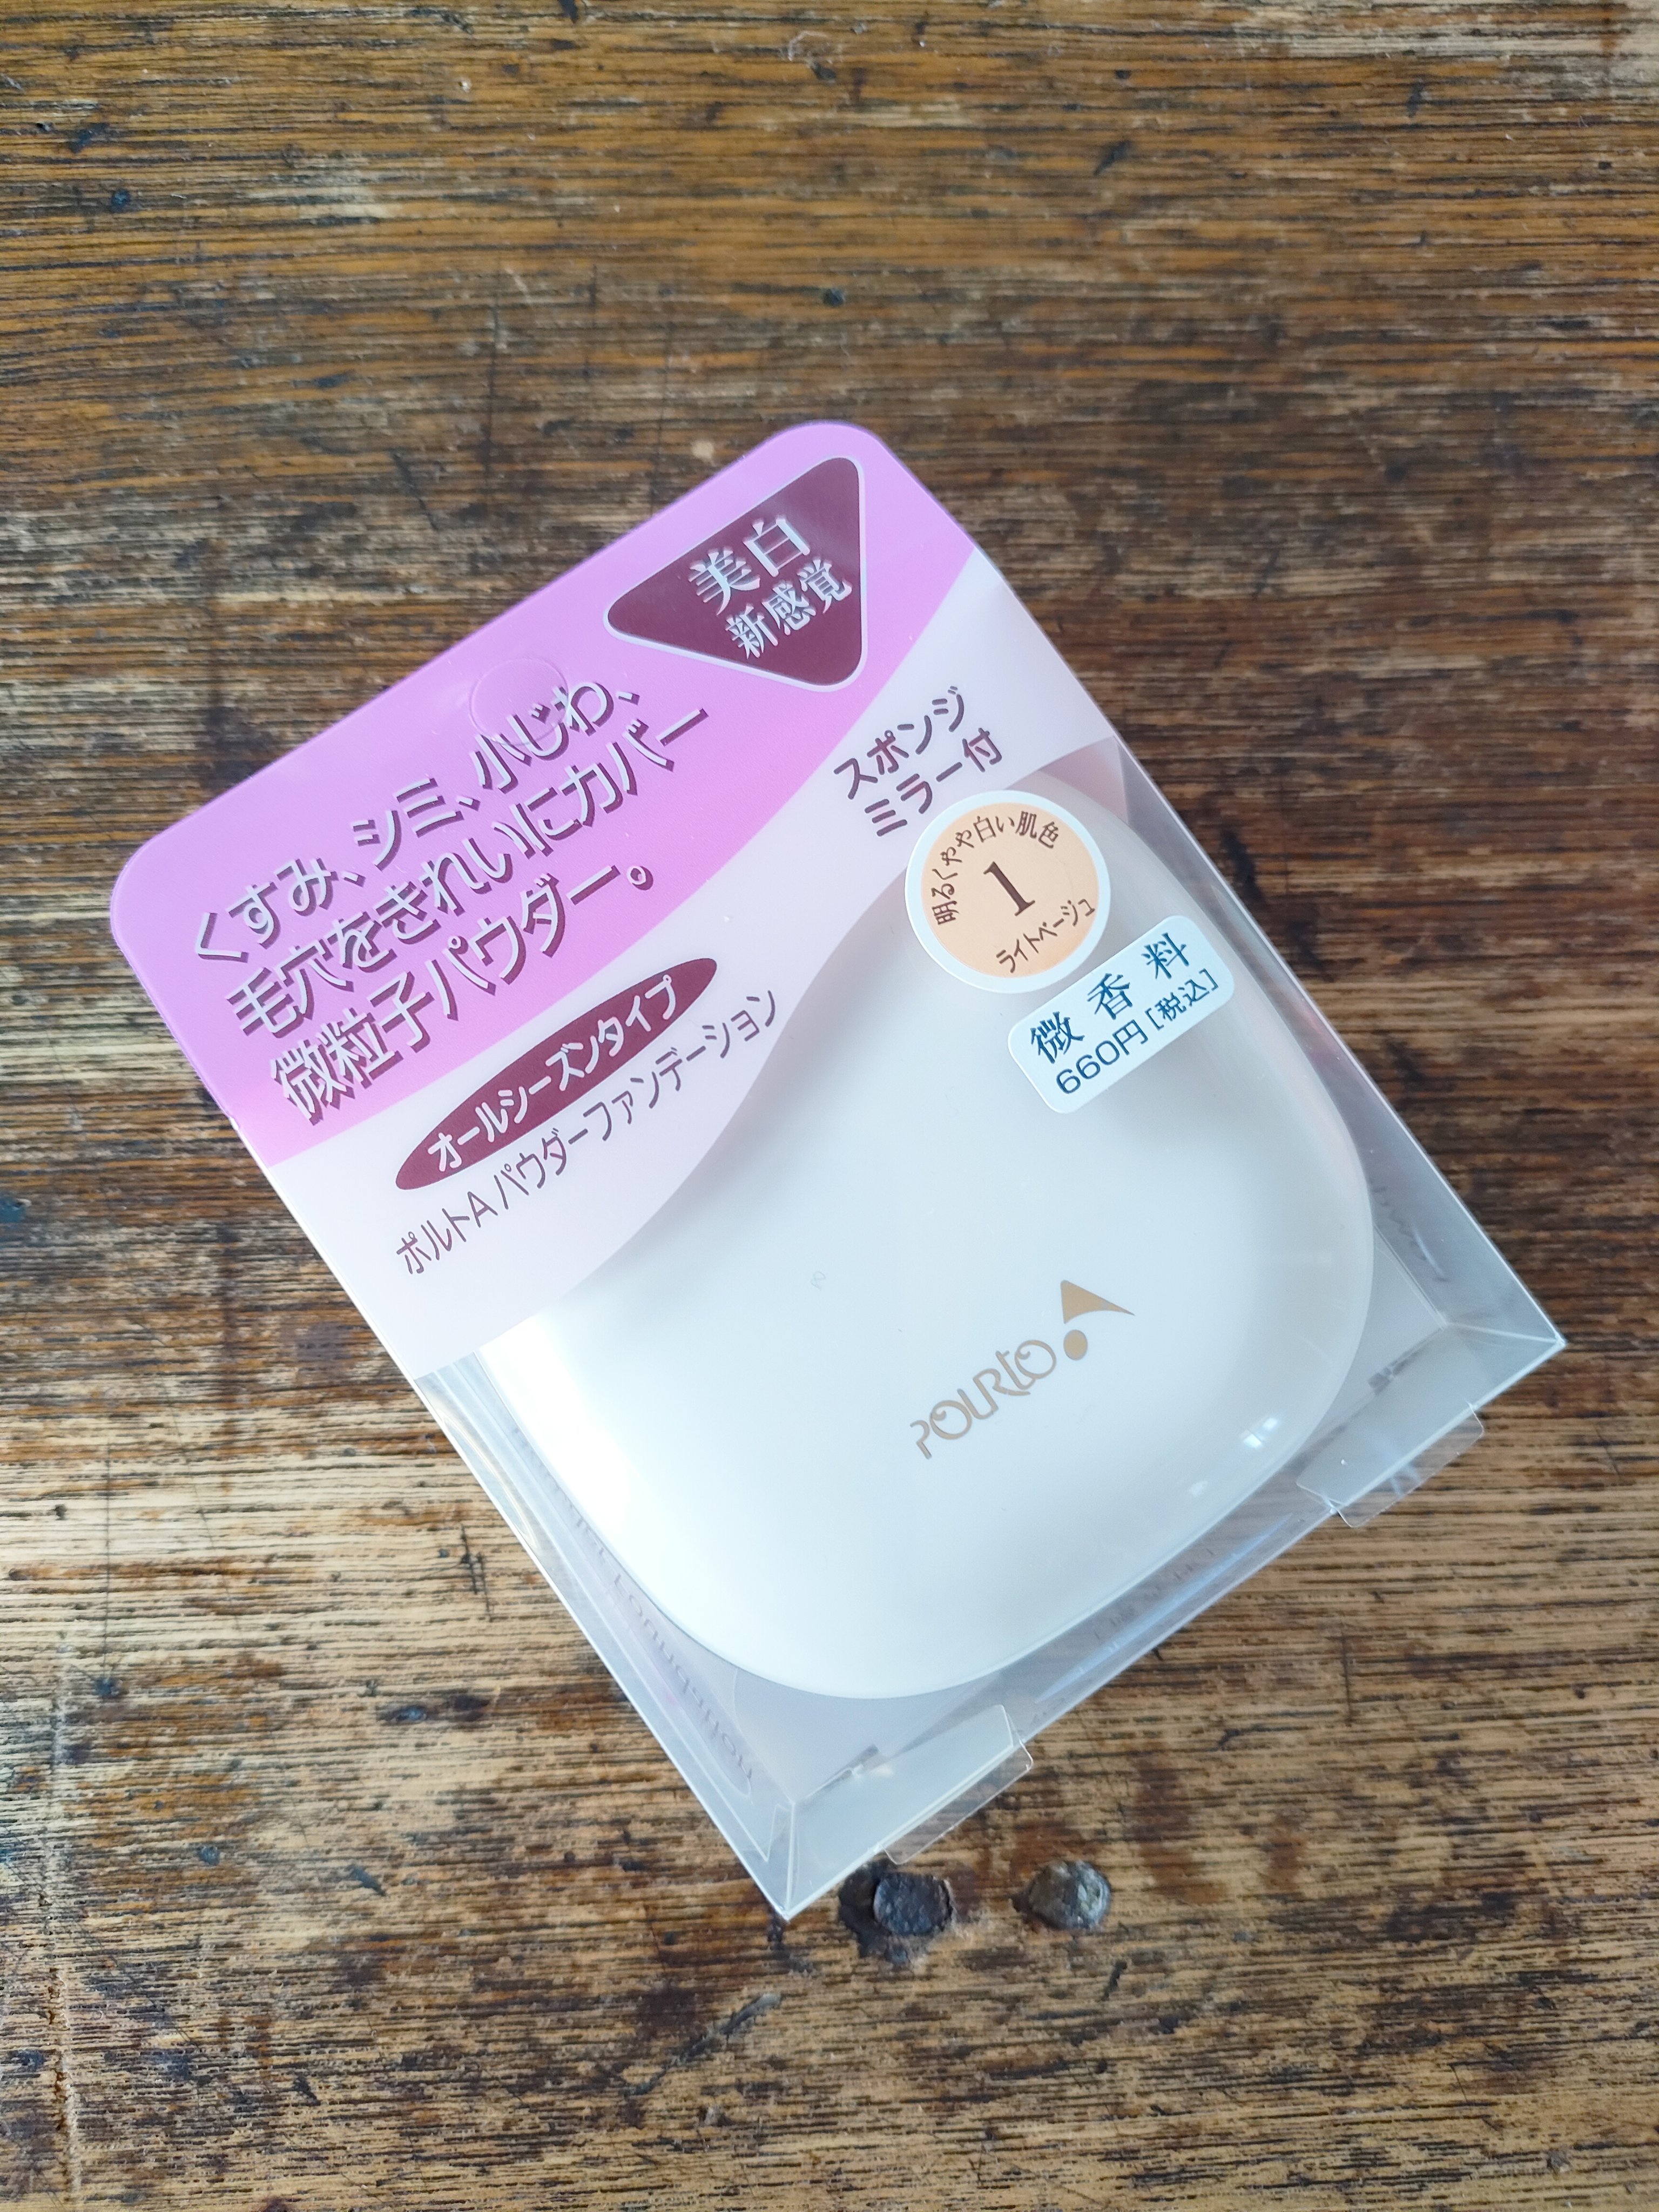 美白
新感覚
くすみ、シミ、小じわ、
毛穴をきれいにカバー
微粒子パウダー。
スポンジ
ミラー付
オールシーズンタイプ
ポルトA パウダーファンデーション
明るくやや白い肌色
1
ライトベージュ
微香料
660円[税込]
POURTO